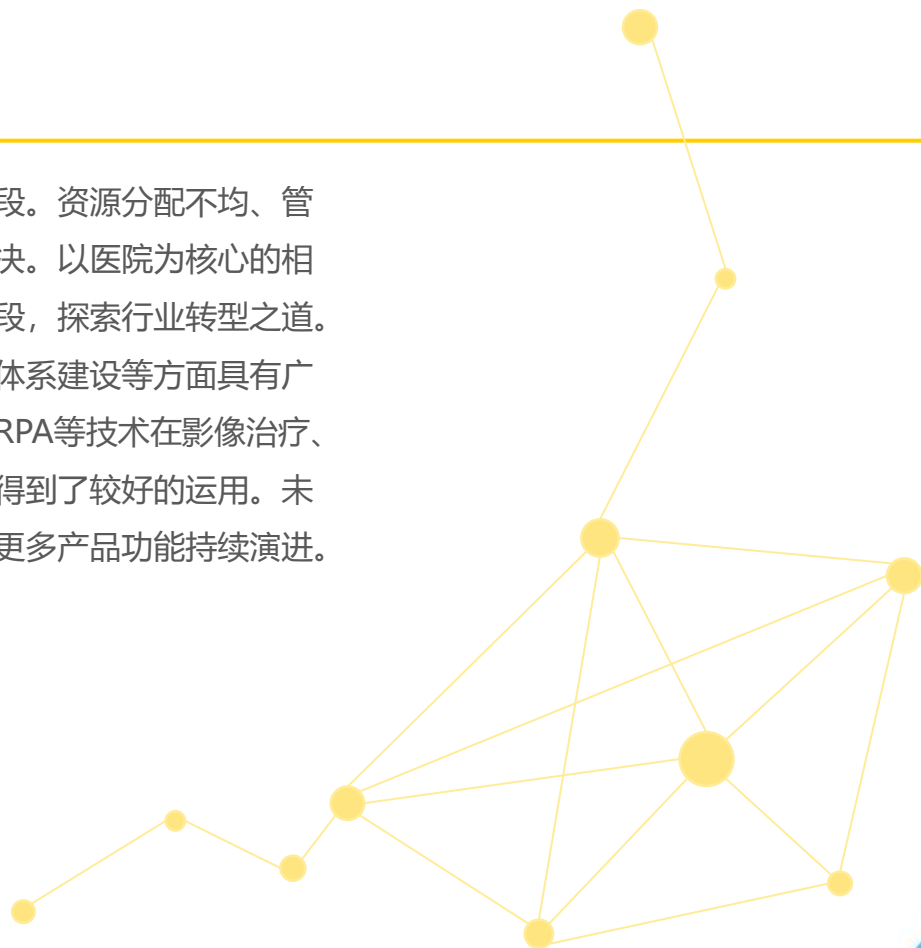 段。资源分配不均、管
决。以医院为核心的相
段，探索行业转型之道。
体系建设等方面具有广
RPA等技术在影像治疗、
得到了较好的运用。未
更多产品功能持续演进。